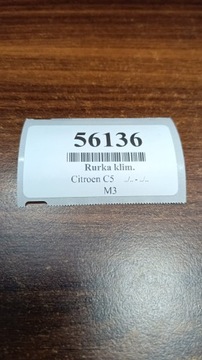 56136
Rurka klim.
Citroen C5 ../.. - ../..
M3